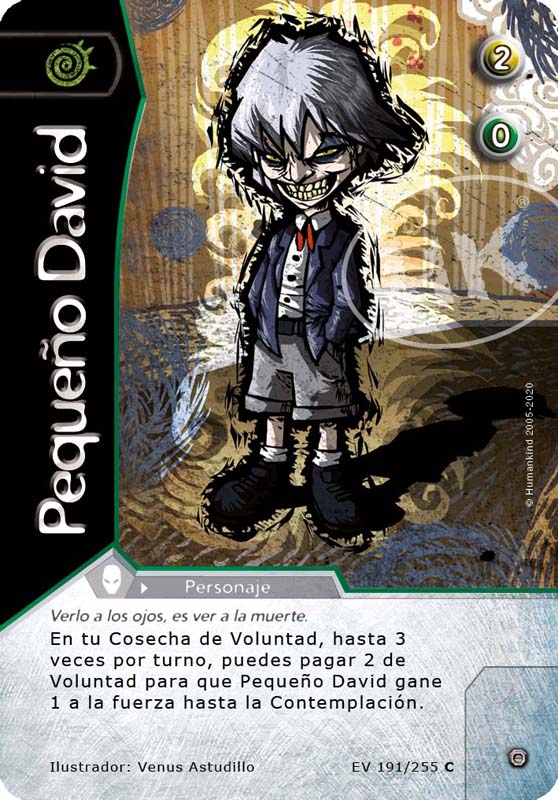 2
0
Pequeño David
®
© Humankind 2005-2020
Personaje
Verlo a los ojos, es ver a la muerte.
En tu Cosecha de Voluntad, hasta 3
veces por turno, puedes pagar 2 de
Voluntad para que Pequeño David gane
1 a la fuerza hasta la Contemplación.
Ilustrador: Venus Astudillo
EV 191/255 C